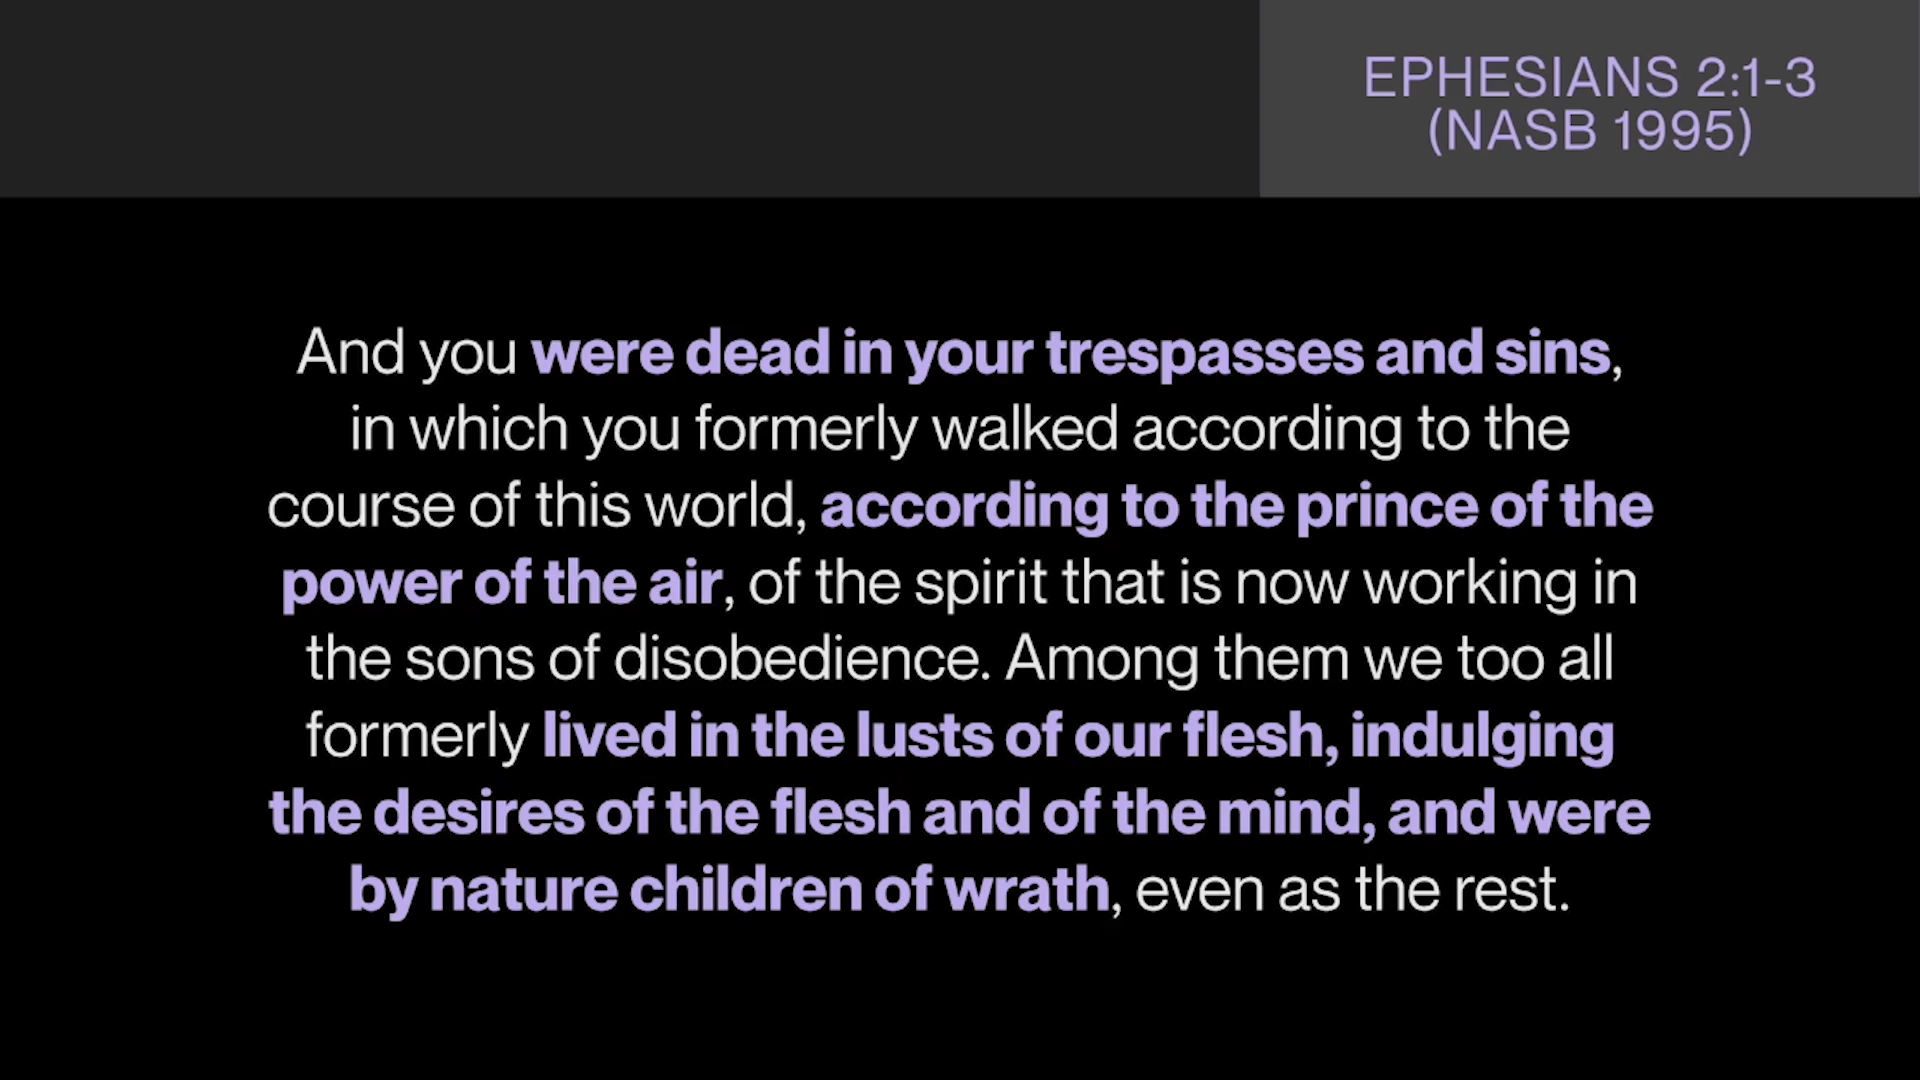 EPHESIANS 2:1-3
(NASB 1995)
And you were dead in your trespasses and sins,
in which you formerly walked according to the
course of this world, according to the prince of the
power of the air, of the spirit that is now working in
the sons of disobedience. Among them we too all
formerly lived in the lusts of our flesh, indulging
the desires of the flesh and of the mind, and were
by nature children of wrath, even as the rest.